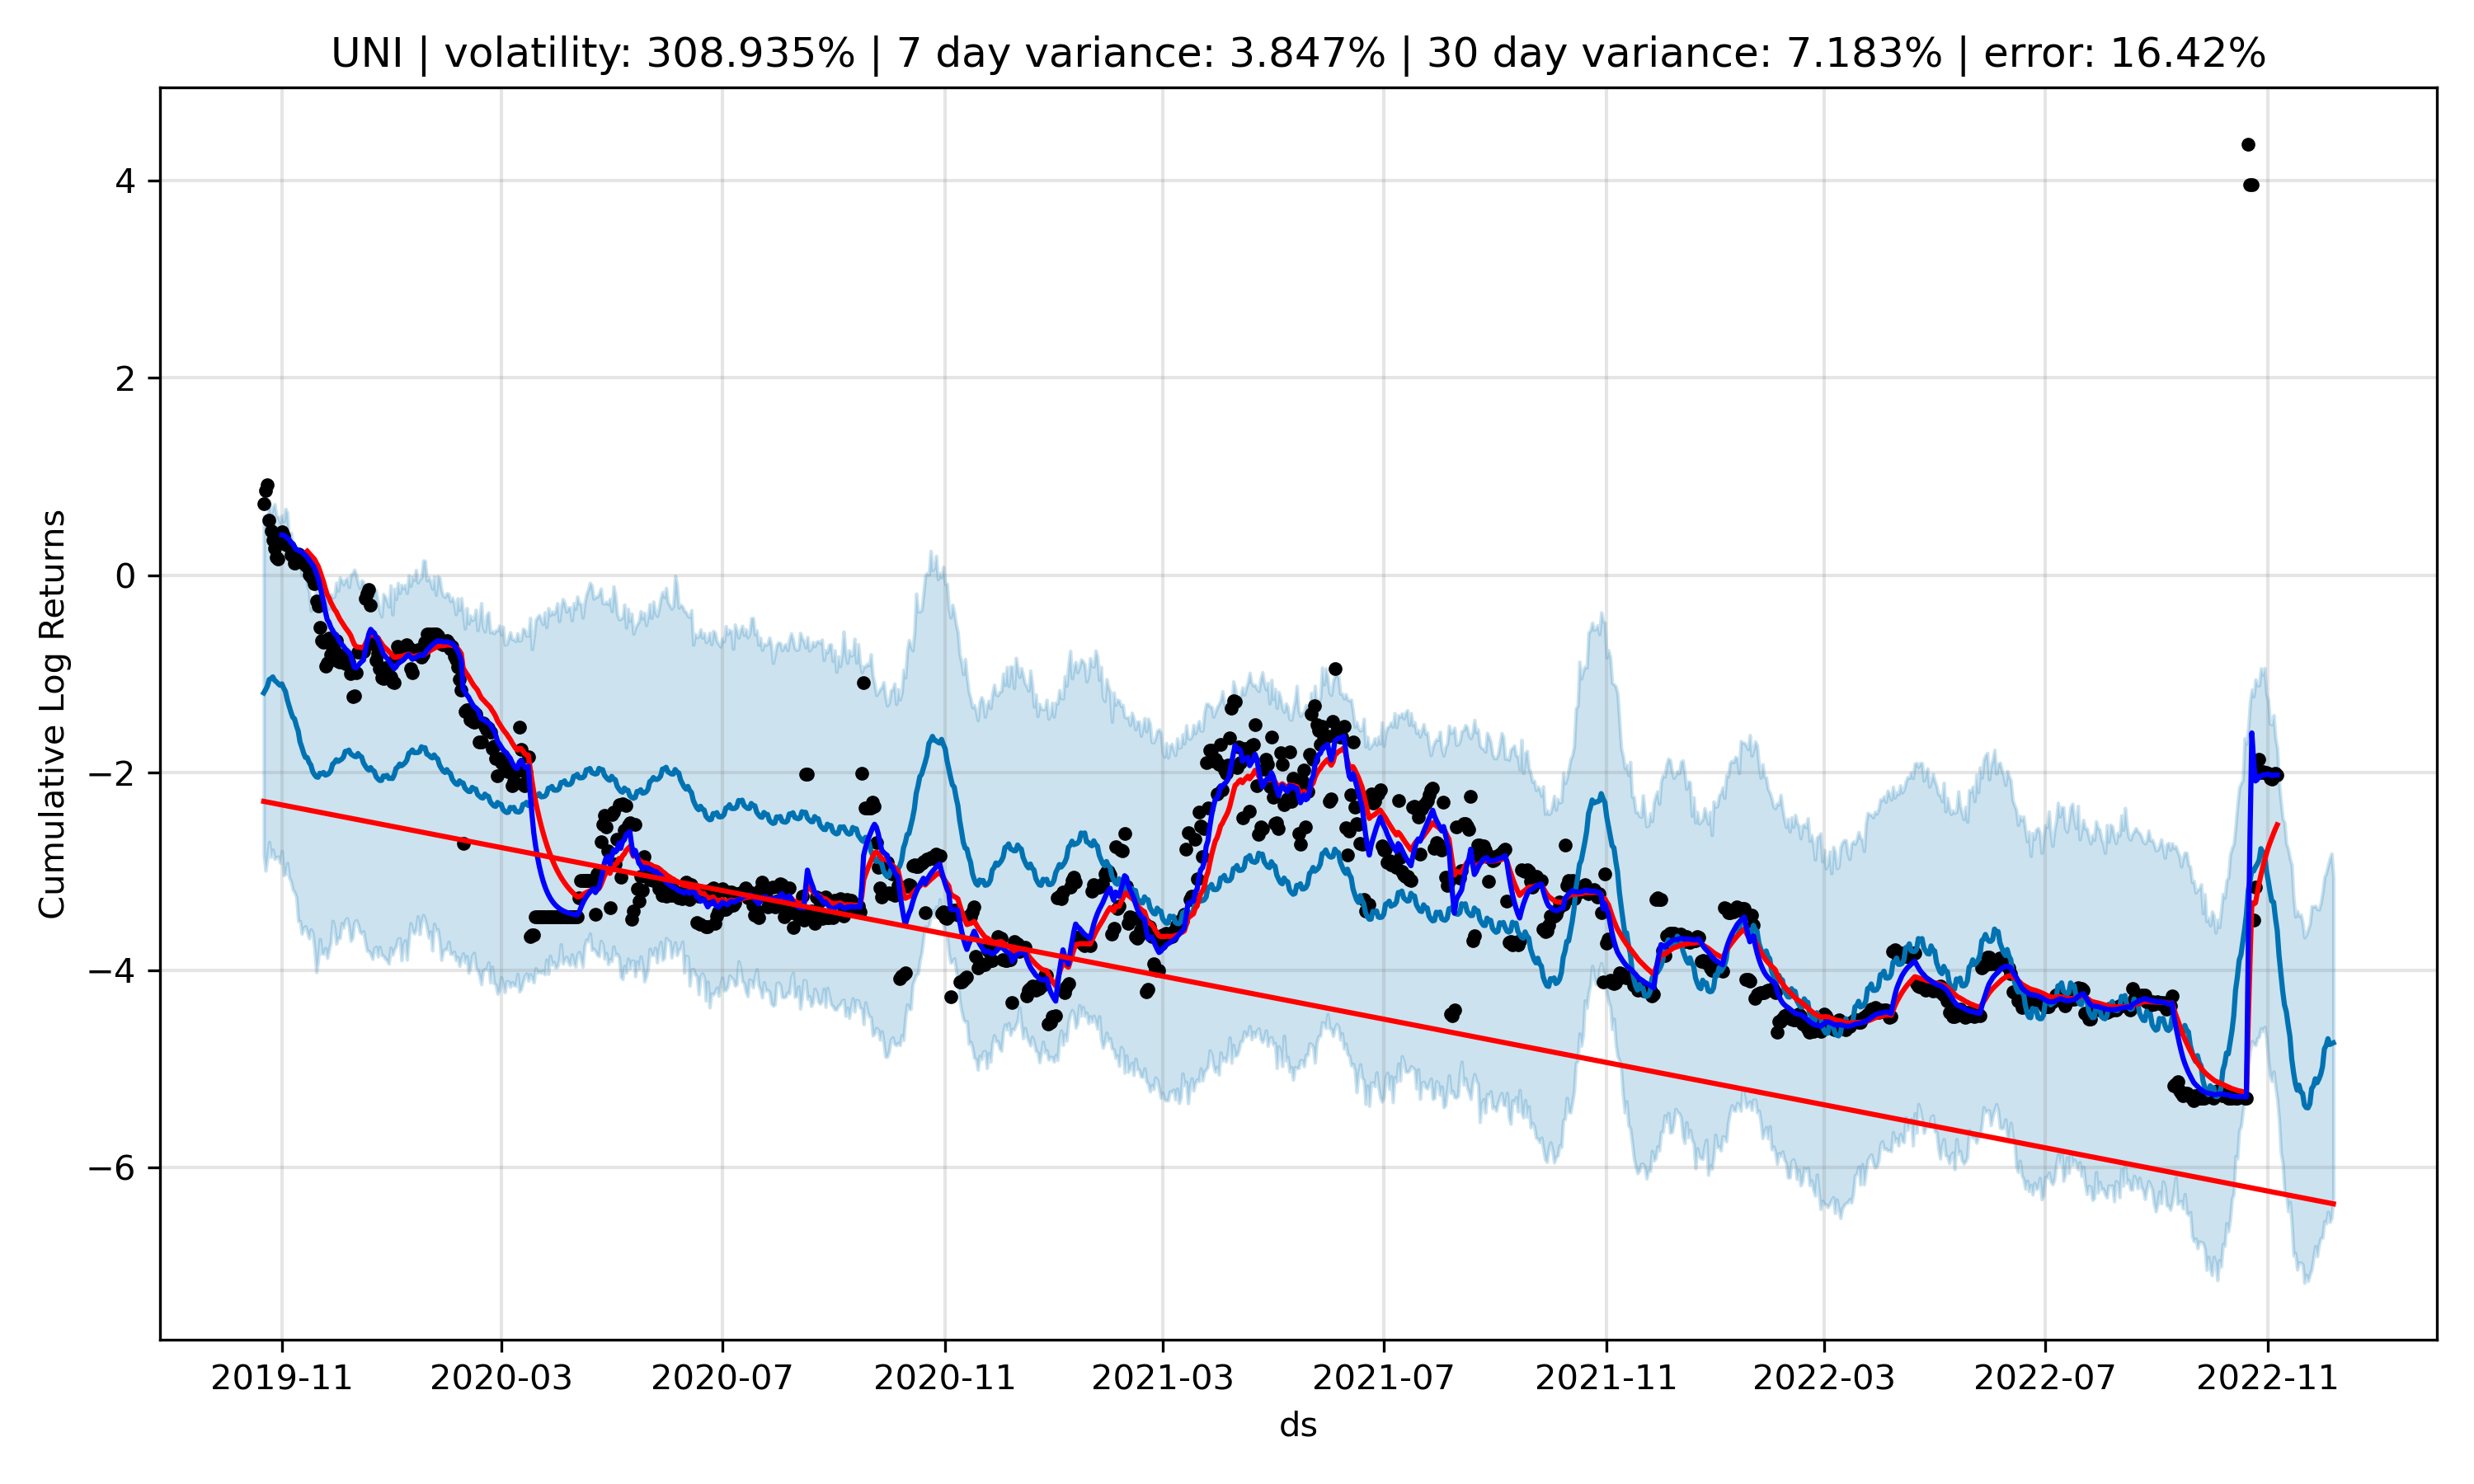 UNI | volatility: 308.935% | 7 day variance: 3.847% | 30 day variance: 7.183% | error: 16.42%
Cumulative Log Returns
4
2
0
−2
−4
−6
2019-11 2020-03 2020-07 2020-11 2021-03 2021-07 2021-11 2022-03 2022-07 2022-11
ds